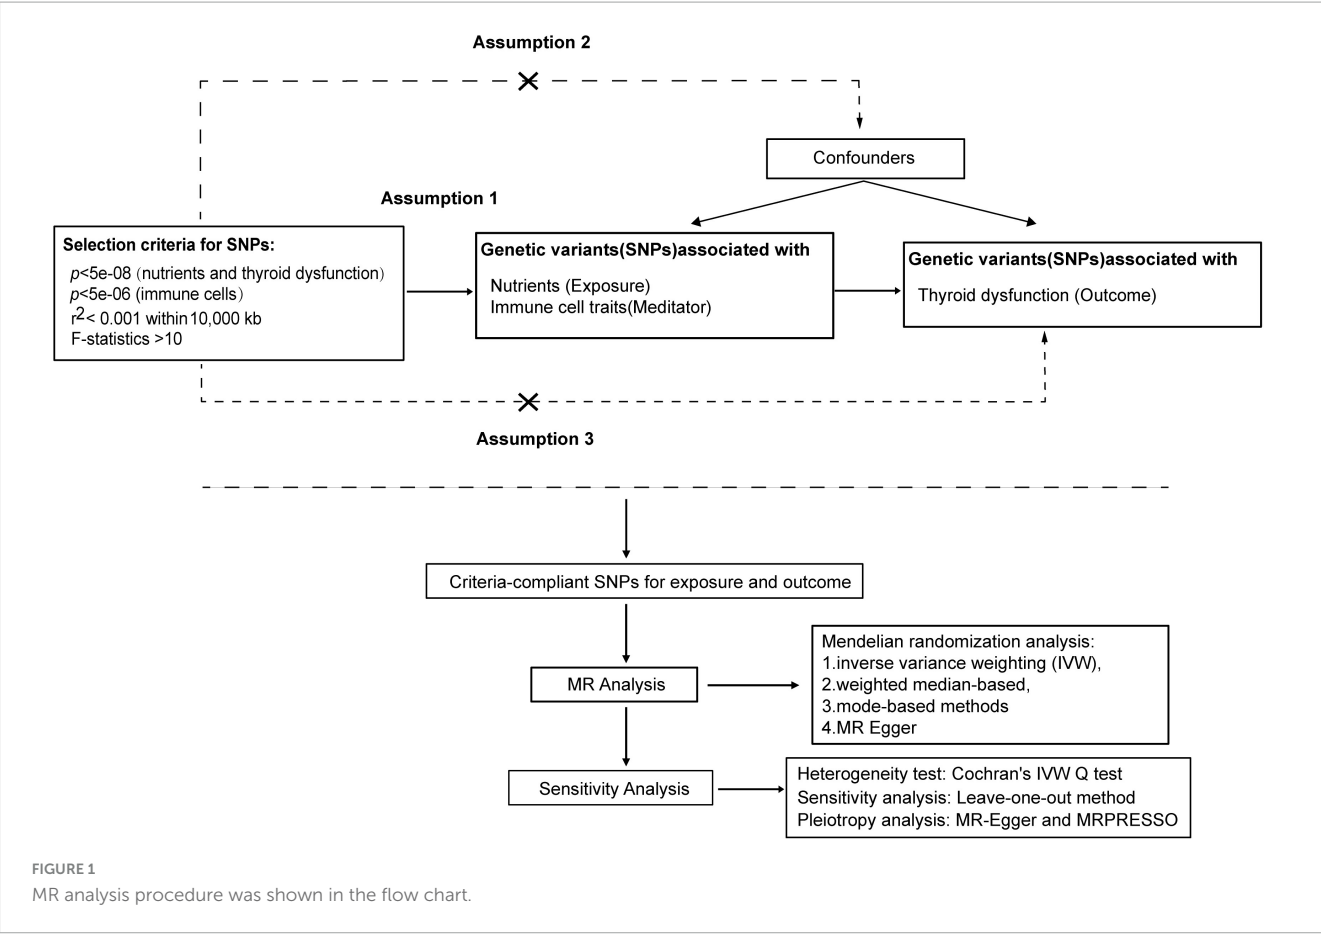 Assumption 2
Confounders
Assumption 1
Selection criteria for SNPs:
p<5e-08 (nutrients and thyroid dysfunction)
p<5e-06 (immune cells)
r2< 0.001 within 10,000 kb
F-statistics >10
Genetic variants(SNPs)associated with
Nutrients (Exposure)
Immune cell traits(Meditator)
Genetic variants(SNPs)associated with
Thyroid dysfunction (Outcome)
Assumption 3
Criteria-compliant SNPs for exposure and outcome
MR Analysis
Mendelian randomization analysis:
1.inverse variance weighting (IVW),
2.weighted median-based,
3.mode-based methods
4.MR Egger
Sensitivity Analysis
Heterogeneity test: Cochran's IVW Q test
Sensitivity analysis: Leave-one-out method
Pleiotropy analysis: MR-Egger and MRPRESSO
FIGURE 1
MR analysis procedure was shown in the flow chart.